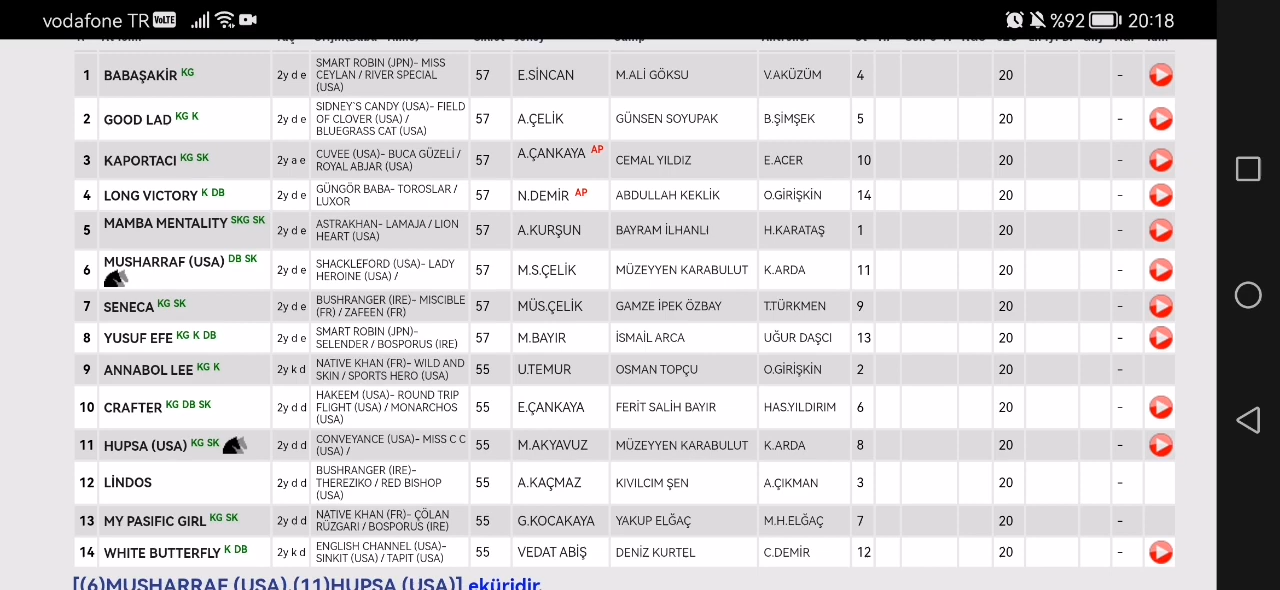 vodafone TR VoLTE %92 20:18
1 BABAŞAKİR KG 2y d e SMART ROBIN (JPN)- MISS CEYLAN / RIVER SPECIAL (USA) 57 E.SİNCAN M.ALİ GÖKSU V.AKÜZÜM 4 20 -
2 GOOD LAD KG K 2y d e SIDNEY`S CANDY (USA)- FIELD OF CLOVER (USA) / BLUEGRASS CAT (USA) 57 A.ÇELİK GÜNSEN SOYUPAK B.ŞİMŞEK 5 20 -
3 KAPORTACI KG SK 2y a e CUVEE (USA)- BUCA GÜZELİ / ROYAL ABJAR (USA) 57 A.ÇANKAYA AP CEMAL YILDIZ E.ACER 10 20 -
4 LONG VICTORY K DB 2y d e GÜNGÖR BABA- TOROSLAR / LUXOR 57 N.DEMİR AP ABDULLAH KEKLİK O.GİRİŞKİN 14 20 -
5 MAMBA MENTALITY SKG SK 2y d e ASTRAKHAN- LAMAJA / LION HEART (USA) 57 A.KURŞUN BAYRAM İLHANLI H.KARATAŞ 1 20 -
6 MUSHARRAF (USA) DB SK 2y d e SHACKLEFORD (USA)- LADY HEROINE (USA) / 57 M.S.ÇELİK MÜZEYYEN KARABULUT K.ARDA 11 20 -
7 SENECA KG SK 2y d e BUSHRANGER (IRE)- MISCIBLE (FR) / ZAFEEN (FR) 57 MÜS.ÇELİK GAMZE İPEK ÖZBAY T.TÜRKMEN 9 20 -
8 YUSUF EFE KG K DB 2y d e SMART ROBIN (JPN)- SELENDER / BOSPORUS (IRE) 57 M.BAYIR İSMAİL ARCA UĞUR DAŞCI 13 20 -
9 ANNABOL LEE KG K 2y k d NATIVE KHAN (FR)- WILD AND SKIN / SPORTS HERO (USA) 55 U.TEMUR OSMAN TOPÇU O.GİRİŞKİN 2 20 -
10 CRAFTER KG DB SK 2y d d HAKEEM (USA)- ROUND TRIP FLIGHT (USA) / MONARCHOS (USA) 55 E.ÇANKAYA FERİT SALİH BAYIR HAS.YILDIRIM 6 20 -
11 HUPSA (USA) KG SK 2y d d CONVEYANCE (USA)- MISS C C (USA) / 55 M.AKYAVUZ MÜZEYYEN KARABULUT K.ARDA 8 20 -
12 LİNDOS 2y d d BUSHRANGER (IRE)- THEREZIKO / RED BISHOP (USA) 55 A.KAÇMAZ KIVILCIM ŞEN A.ÇIKMAN 3 20 -
13 MY PASIFIC GIRL KG SK 2y d d NATIVE KHAN (FR)- ÇÖLAN RÜZGARI / BOSPORUS (IRE) 55 G.KOCAKAYA YAKUP ELĞAÇ M.H.ELĞAÇ 7 20 -
14 WHITE BUTTERFLY K DB 2y k d ENGLISH CHANNEL (USA)- SINKIT (USA) / TAPIT (USA) 55 VEDAT ABİŞ DENİZ KURTEL C.DEMİR 12 20 -
[(6)MUSHARRAF (USA),(11)HUPSA (USA)] eküridir.